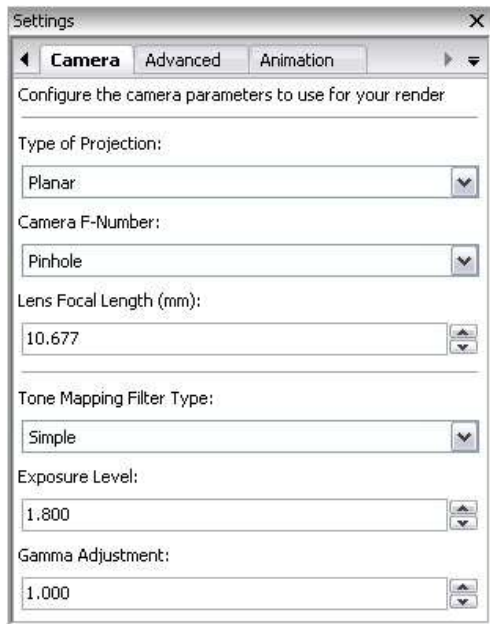 Settings
Camera Advanced Animation
Configure the camera parameters to use for your render
Type of Projection:
Planar
Camera F-Number:
Pinhole
Lens Focal Length (mm):
10.677
Tone Mapping Filter Type:
Simple
Exposure Level:
1.800
Gamma Adjustment:
1.000